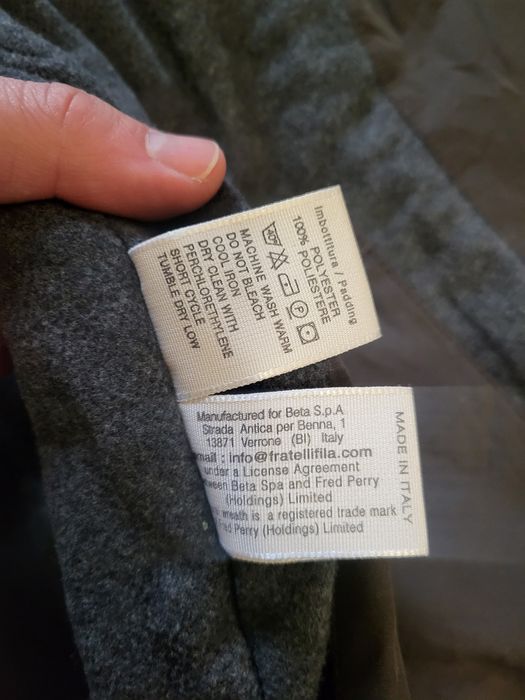 Imbottitura / Padding
POLYESTER
100% POLIESTERE
40°
P
MACHINE WASH WARM
DO NOT BLEACH
COOL IRON
DRY CLEAN WITH
PERCHLORETHYLENE
SHORT CYCLE
TUMBLE DRY LOW
Manufactured for Beta S.p.A
Strada Antica per Benna, 1
13871 Verrone (BI) Italy
: info@fratellifila.com
under a License Agreement
Beta Spa and Fred Perry
(Holdings) Limited
wreath is a registered trade mark
Fred Perry (Holdings) Limited
MADE IN ITALY